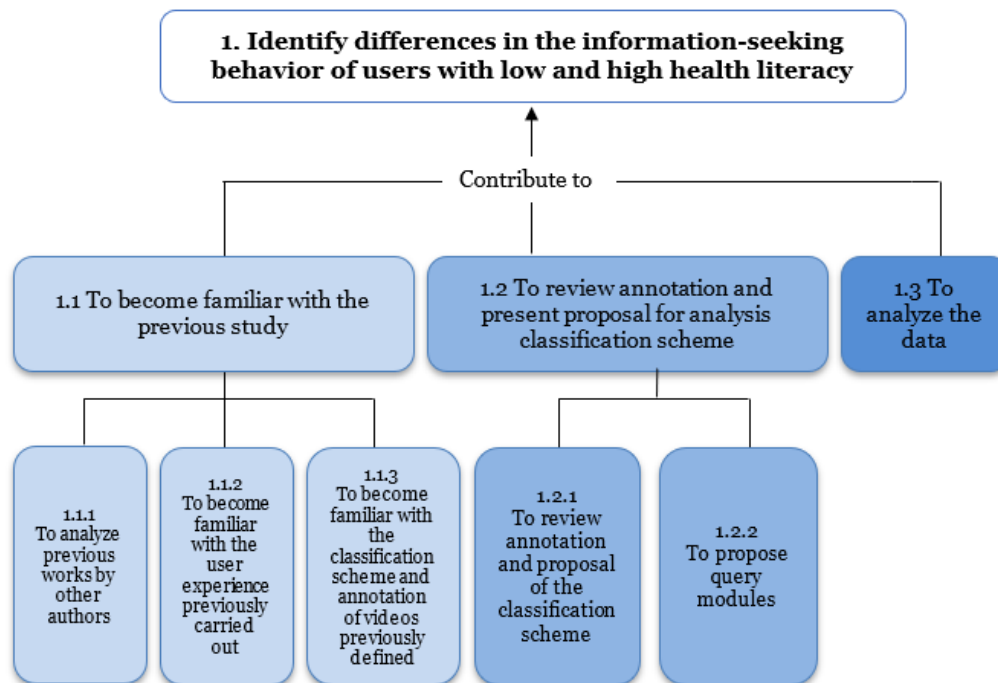 1. Identify differences in the information-seeking
behavior of users with low and high health literacy
Contribute to
1.1 To become familiar with the
previous study
1.2 To review annotation and
present proposal for analysis
classification scheme
1.3 To
analyze the
data
1.1.1
To analyze
previous
works by
other
authors
1.1.2
To become
familiar
with the
user
experience
previously
carried
out
1.1.3
To become
familiar with
the
classification
scheme and
annotation
of videos
previously
defined
1.2.1
To review
annotation
and proposal
of the
classification
scheme
1.2.2
To propose
query
modules